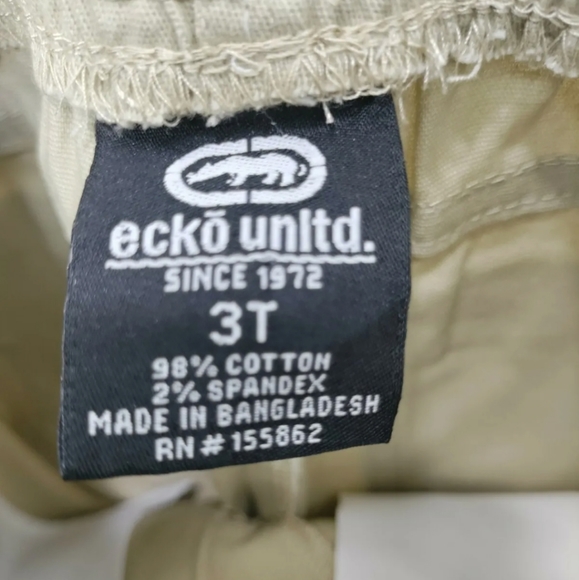 eckō unltd.
SINCE 1972
3T
98% COTTON
2% SPANDEX
MADE IN BANGLADESH
RN # 155862